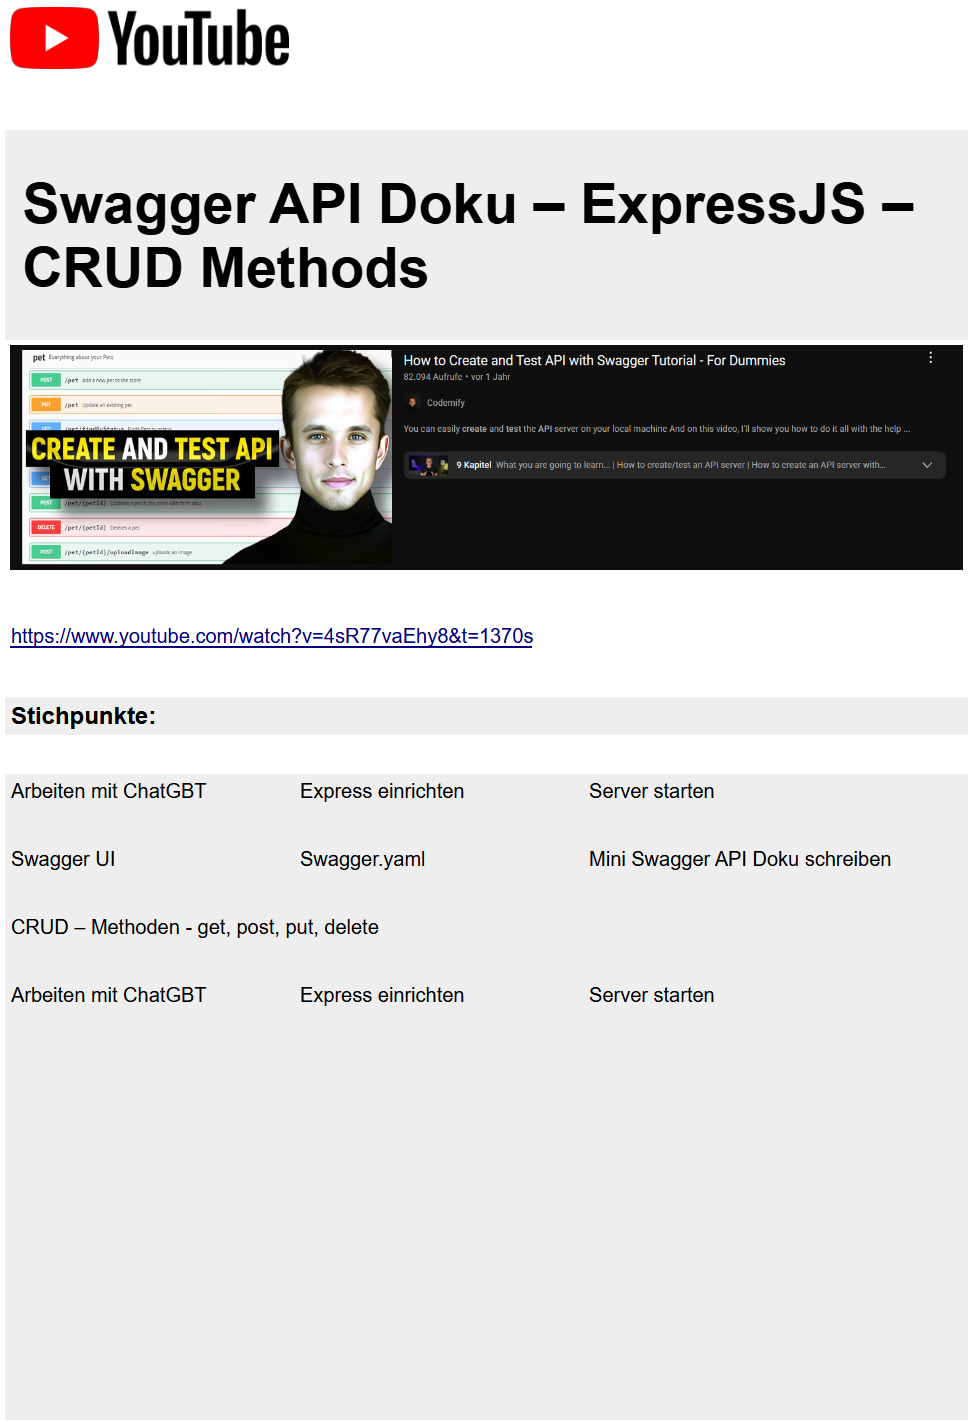 YouTube
Swagger API Doku – ExpressJS –
CRUD Methods
pet Everything about your Pets
POST /pet Add a new pet to the store
PUT /pet Update an existing pet
CREATE AND TEST API
WITH SWAGGER
POST /pet/{petId} Updates a pet in the store with form data
DELETE /pet/{petId} Deletes a pet
POST /pet/{petId}/uploadImage uploads an image
How to Create and Test API with Swagger Tutorial - For Dummies
82.094 Aufrufe • vor 1 Jahr
Codemify
You can easily create and test the API server on your local machine And on this video, I'll show you how to do it all with the help ...
9 Kapitel What you are going to learn... | How to create/test an API server | How to create an API server with...
https://www.youtube.com/watch?v=4sR77vaEhy8&t=1370s
Stichpunkte:
Arbeiten mit ChatGBT Express einrichten Server starten
Swagger UI Swagger.yaml Mini Swagger API Doku schreiben
CRUD – Methoden - get, post, put, delete
Arbeiten mit ChatGBT Express einrichten Server starten